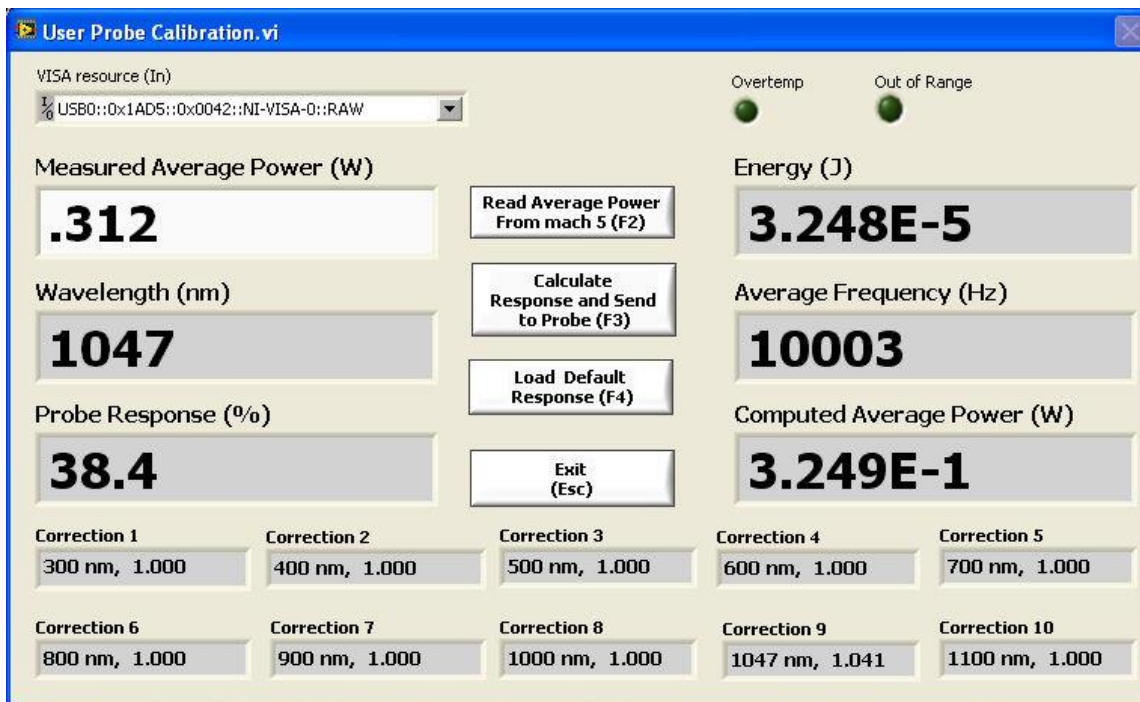 User Probe Calibration.vi
VISA resource (In)
Overtemp
Out of Range
I/0 USB0::0x1AD5::0x0042::NI-VISA-0::RAW
Measured Average Power (W)
.312
Read Average Power
From mach 5 (F2)
Energy (J)
3.248E-5
Wavelength (nm)
1047
Calculate
Response and Send
to Probe (F3)
Average Frequency (Hz)
10003
Probe Response (%)
38.4
Load Default
Response (F4)
Computed Average Power (W)
3.249E-1
Exit
(Esc)
Correction 1
300 nm, 1.000
Correction 2
400 nm, 1.000
Correction 3
500 nm, 1.000
Correction 4
600 nm, 1.000
Correction 5
700 nm, 1.000
Correction 6
800 nm, 1.000
Correction 7
900 nm, 1.000
Correction 8
1000 nm, 1.000
Correction 9
1047 nm, 1.041
Correction 10
1100 nm, 1.000